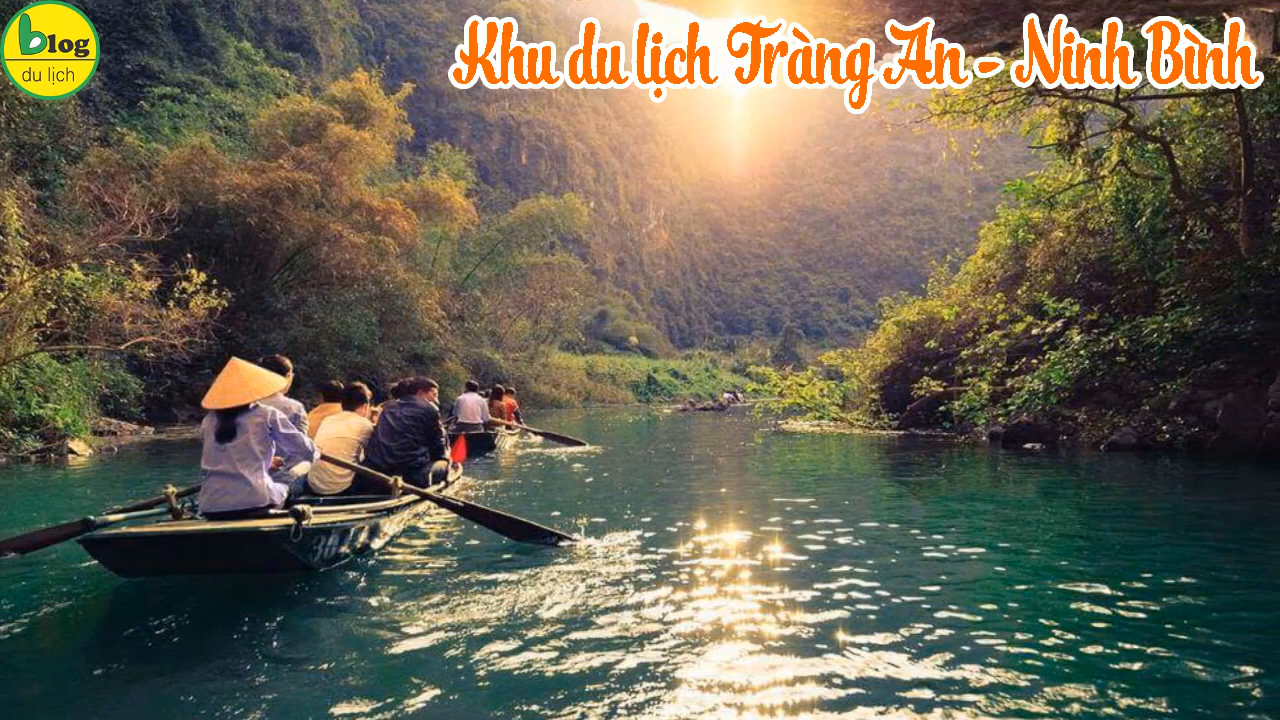 blog
du lịch
Khu du lịch Tràng An - Ninh Bình